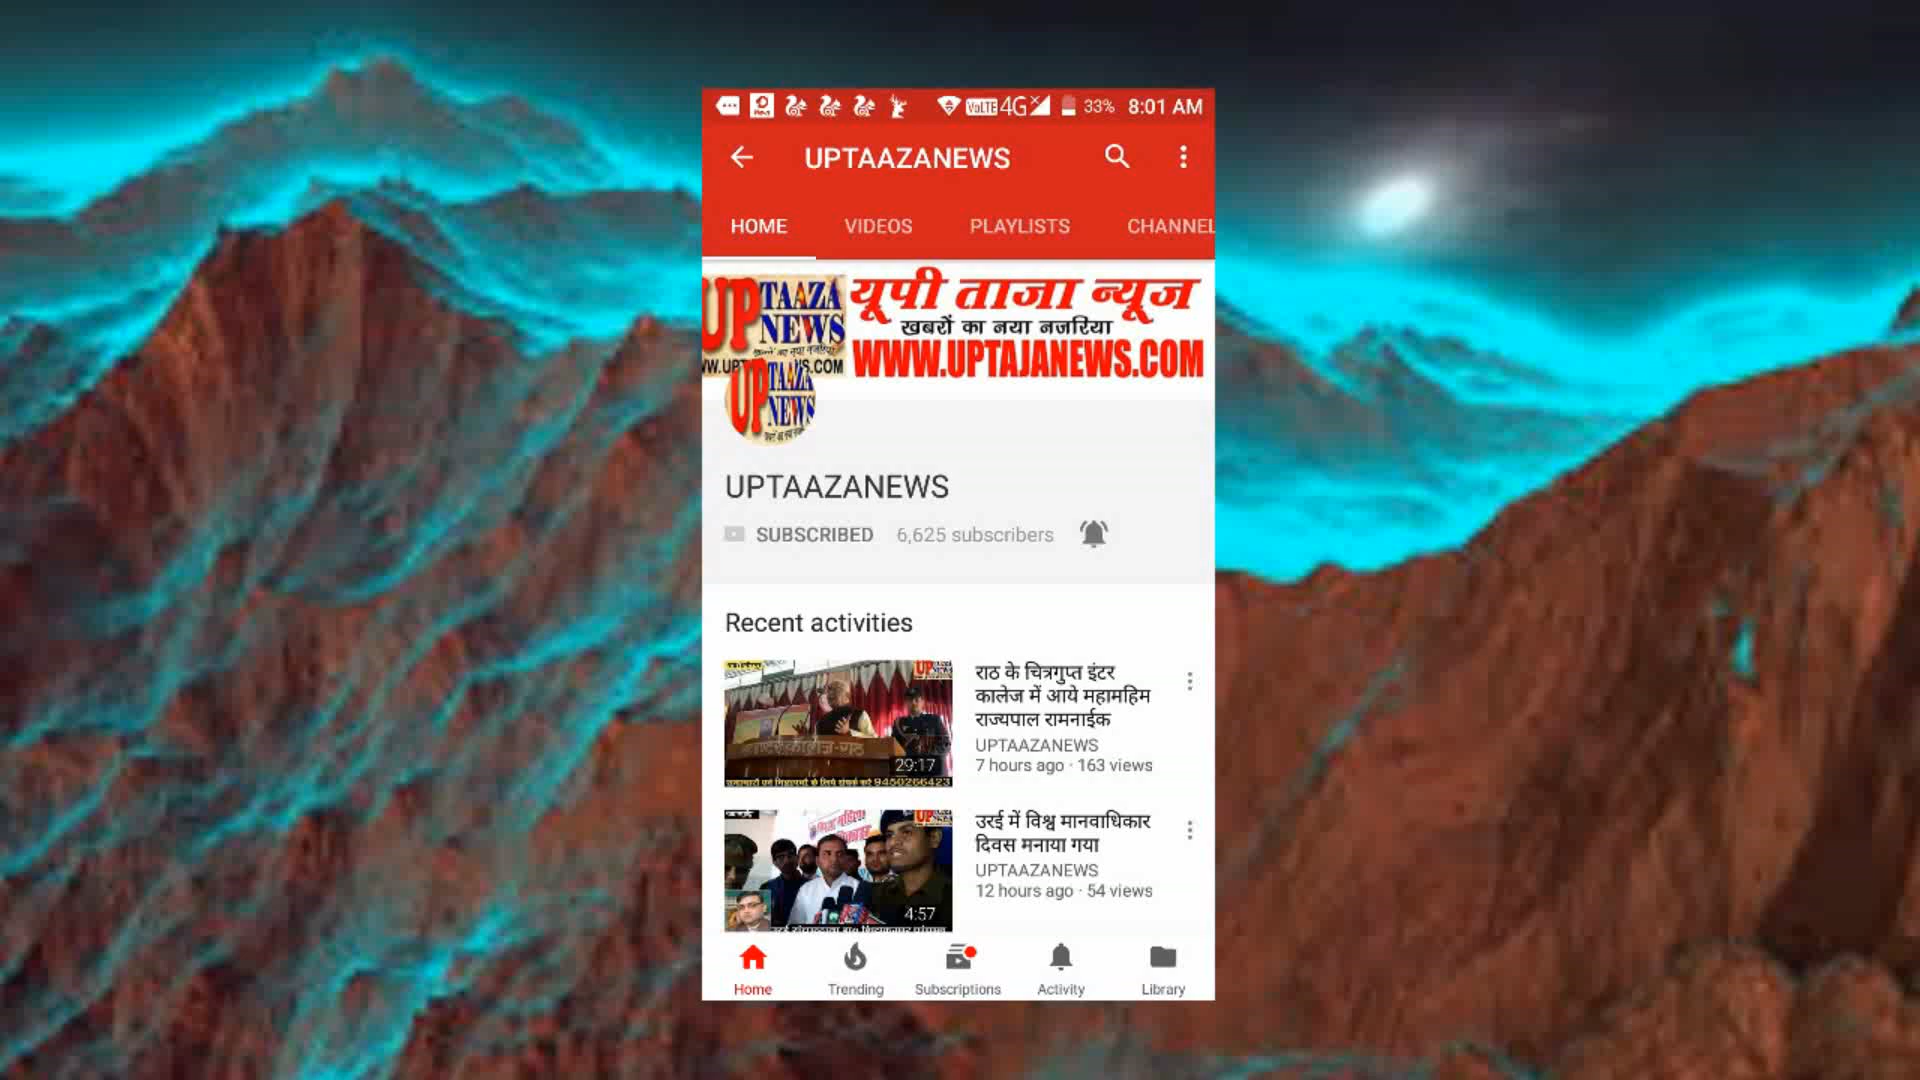 VoLTE 4G 33% 8:01 AM
UPTAAZANEWS
HOME VIDEOS PLAYLISTS CHANNEL
UP TAAZA NEWS
यूपी ताजा न्यूज
खबरों का नया नजरिया
WWW.UPTAJANEWS.COM
UP TAAZA NEWS
UPTAAZANEWS
SUBSCRIBED 6,625 subscribers
Recent activities
राठ के चित्रगुप्त इंटर
कालेज में आये महामहिम
राज्यपाल रामनाईक
UPTAAZANEWS
7 hours ago · 163 views
29:17
9450266423
उरई में विश्व मानवाधिकार
दिवस मनाया गया
UPTAAZANEWS
12 hours ago · 54 views
4:57
Home Trending Subscriptions Activity Library